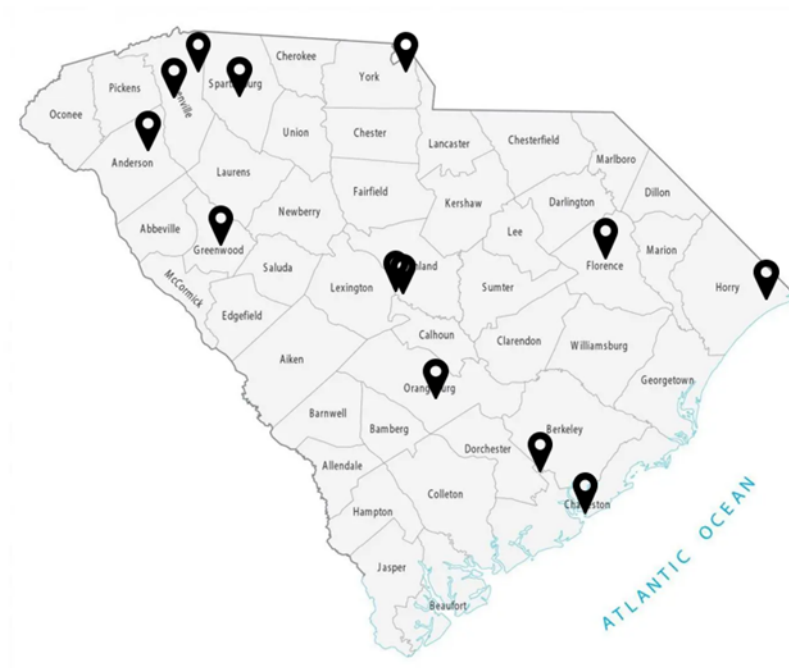 Cherokee
York
Pickens
Oconee
Union
Chester
Lancaster
Chesterfield
Marlboro
Anderson
Laurens
Fairfield
Kershaw
Darlington
Dillon
Newberry
Abbeville
Greenwood
Lee
Marion
Saluda
Florence
McCormick
Lexington
Sumter
Horry
Edgefield
Calhoun
Clarendon
Williamsburg
Aiken
Georgetown
Barnwell
Bamberg
Berkeley
Dorchester
Allendale
Colleton
Hampton
Jasper
Beaufort
ATLANTIC OCEAN